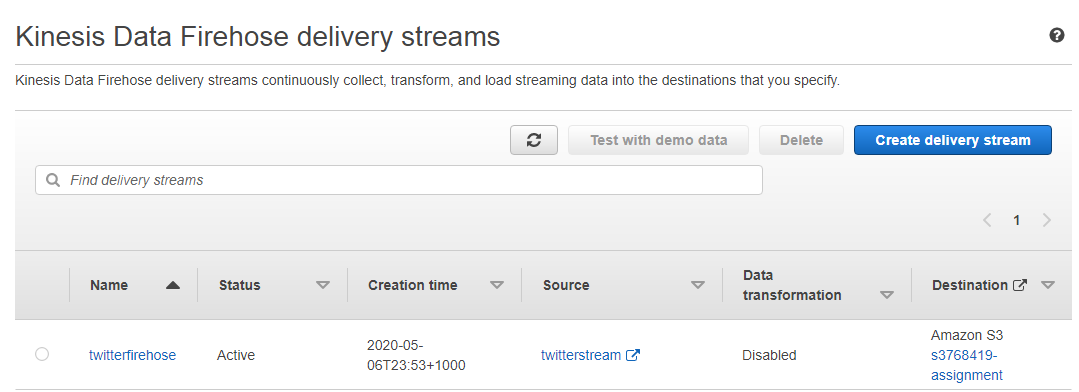 Kinesis Data Firehose delivery streams
Kinesis Data Firehose delivery streams continuously collect, transform, and load streaming data into the destinations that you specify.
Test with demo data Delete Create delivery stream
Find delivery streams
1
Name Status Creation time Source Data transformation Destination
twitterfirehose Active 2020-05-06T23:53+1000 twitterstream Disabled Amazon S3 s3768419-assignment